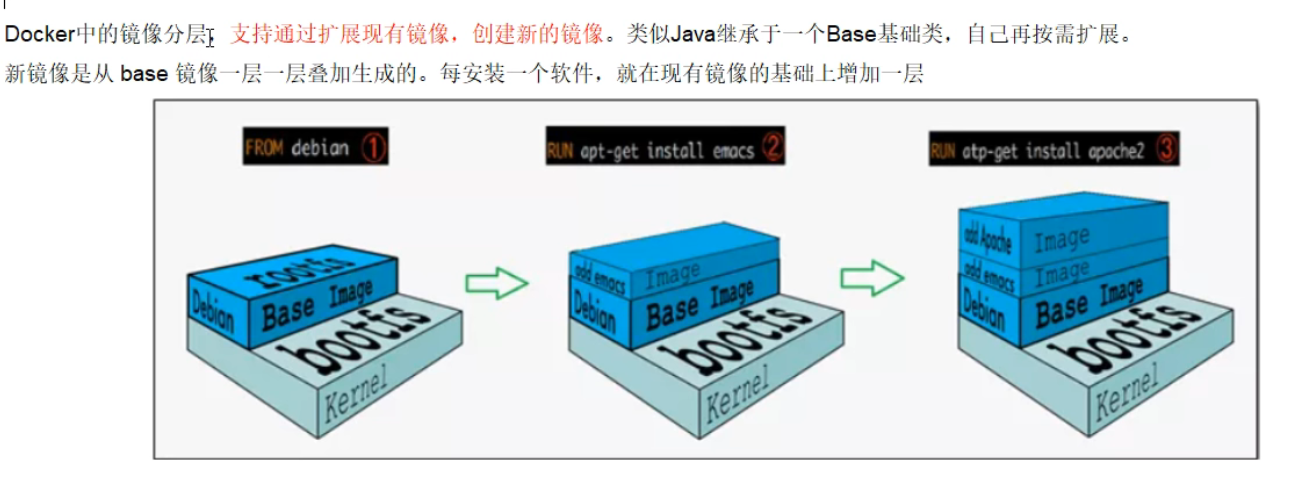 Docker中的镜像分层,支持通过扩展现有镜像，创建新的镜像。类似Java继承于一个Base基础类，自己再按需扩展。
新镜像是从 base 镜像一层一层叠加生成的。每安装一个软件，就在现有镜像的基础上增加一层
FROM debian ①
RUN apt-get install emacs ②
RUN atp-get install apache2 ③
rootfs
Debian Base Image
bootfs
Kernel
add emacs Image
Debian Base Image
bootfs
Kernel
add Apache Image
add emacs Image
Debian Base Image
bootfs
Kernel